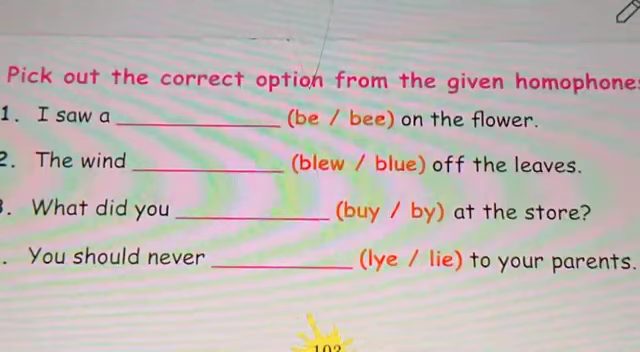 Pick out the correct option from the given homophones
1. I saw a ____________ (be / bee) on the flower.
2. The wind ____________ (blew / blue) off the leaves.
3. What did you ____________ (buy / by) at the store?
. You should never ____________ (lye / lie) to your parents.
102